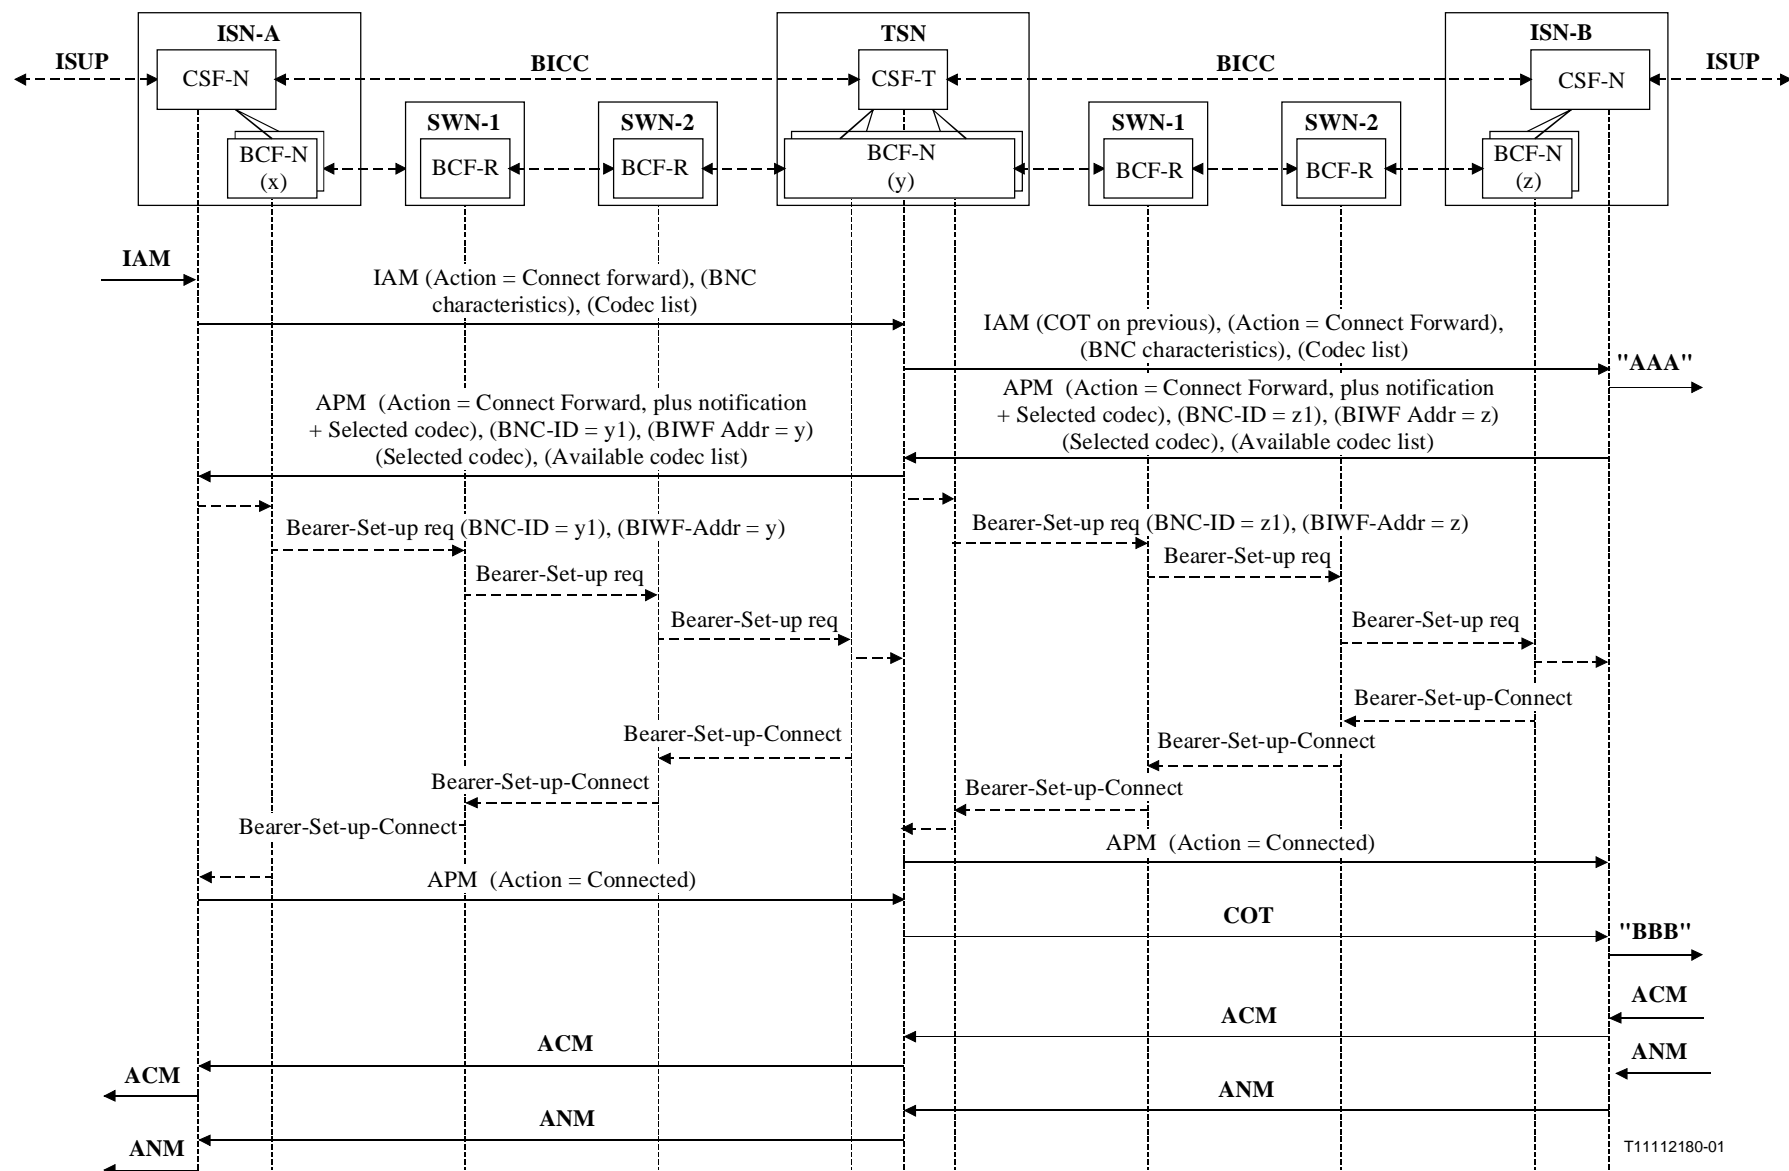 ISN-A
TSN
ISN-B
ISUP
CSF-N
BICC
CSF-T
BICC
CSF-N
ISUP
SWN-1
SWN-2
SWN-1
SWN-2
BCF-N
(x)
BCF-R
BCF-R
BCF-N
(y)
BCF-R
BCF-R
BCF-N
(z)
IAM
IAM (Action = Connect forward), (BNC
characteristics), (Codec list)
IAM (COT on previous), (Action = Connect Forward),
(BNC characteristics), (Codec list)
"AAA"
APM (Action = Connect Forward, plus notification
+ Selected codec), (BNC-ID = z1), (BIWF Addr = z)
(Selected codec), (Available codec list)
APM (Action = Connect Forward, plus notification
+ Selected codec), (BNC-ID = y1), (BIWF Addr = y)
(Selected codec), (Available codec list)
Bearer-Set-up req (BNC-ID = y1), (BIWF-Addr = y)
Bearer-Set-up req (BNC-ID = z1), (BIWF-Addr = z)
Bearer-Set-up req
Bearer-Set-up req
Bearer-Set-up req
Bearer-Set-up req
Bearer-Set-up-Connect
Bearer-Set-up-Connect
Bearer-Set-up-Connect
Bearer-Set-up-Connect
Bearer-Set-up-Connect
Bearer-Set-up-Connect
APM (Action = Connected)
APM (Action = Connected)
COT
"BBB"
ACM
ACM
ACM
ACM
ANM
ANM
ANM
ANM
T11112180-01